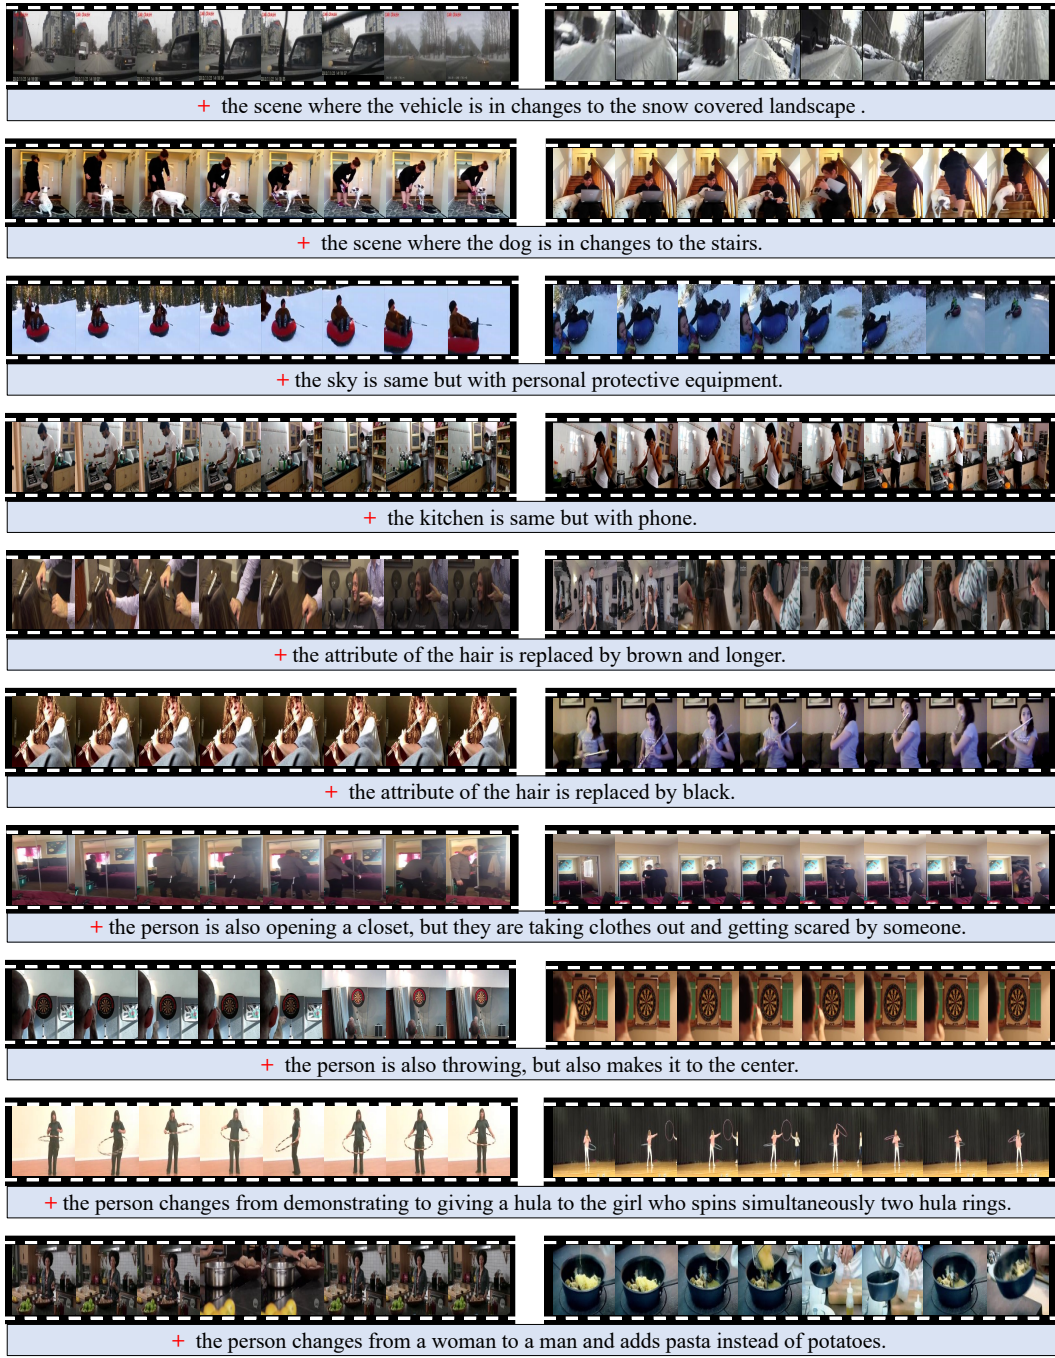 + the scene where the vehicle is in changes to the snow covered landscape .
+ the scene where the dog is in changes to the stairs.
+ the sky is same but with personal protective equipment.
+ the kitchen is same but with phone.
+ the attribute of the hair is replaced by brown and longer.
+ the attribute of the hair is replaced by black.
+ the person is also opening a closet, but they are taking clothes out and getting scared by someone.
+ the person is also throwing, but also makes it to the center.
+ the person changes from demonstrating to giving a hula to the girl who spins simultaneously two hula rings.
+ the person changes from a woman to a man and adds pasta instead of potatoes.